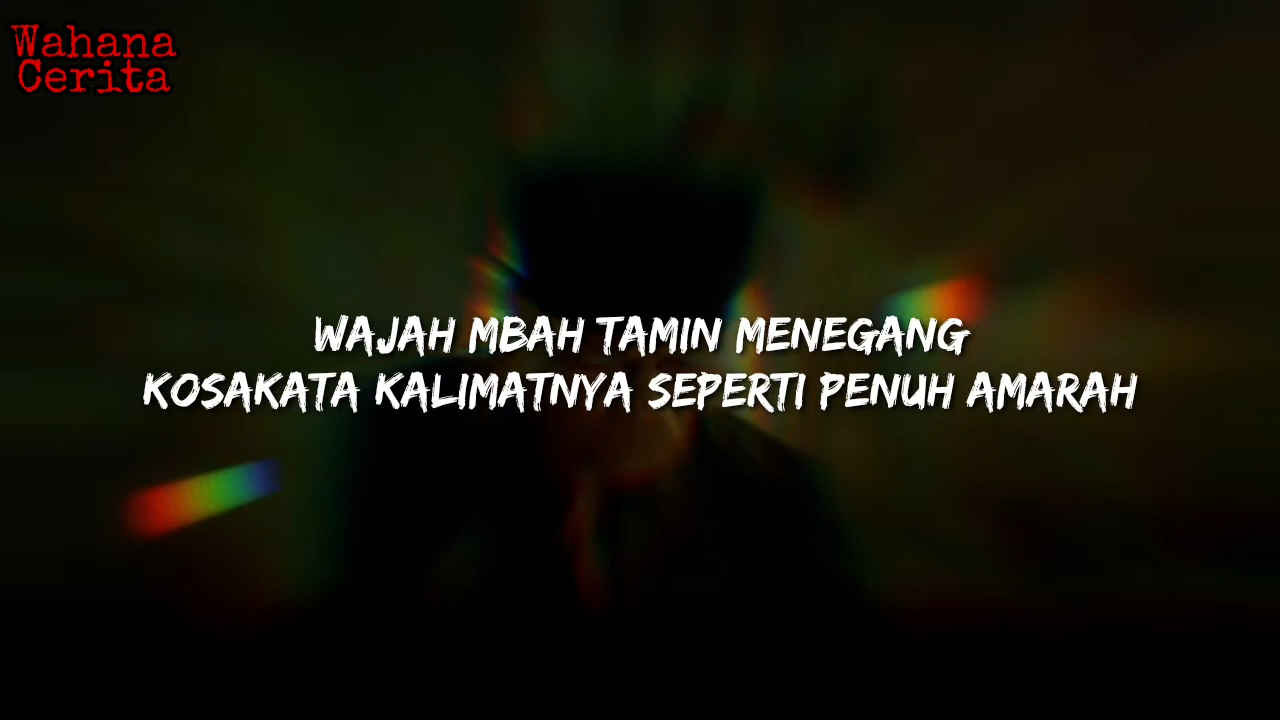 Wahana
Cerita
WAJAH MBAH TAMIN MENEGANG
KOSAKATA KALIMATNYA SEPERTI PENUH AMARAH